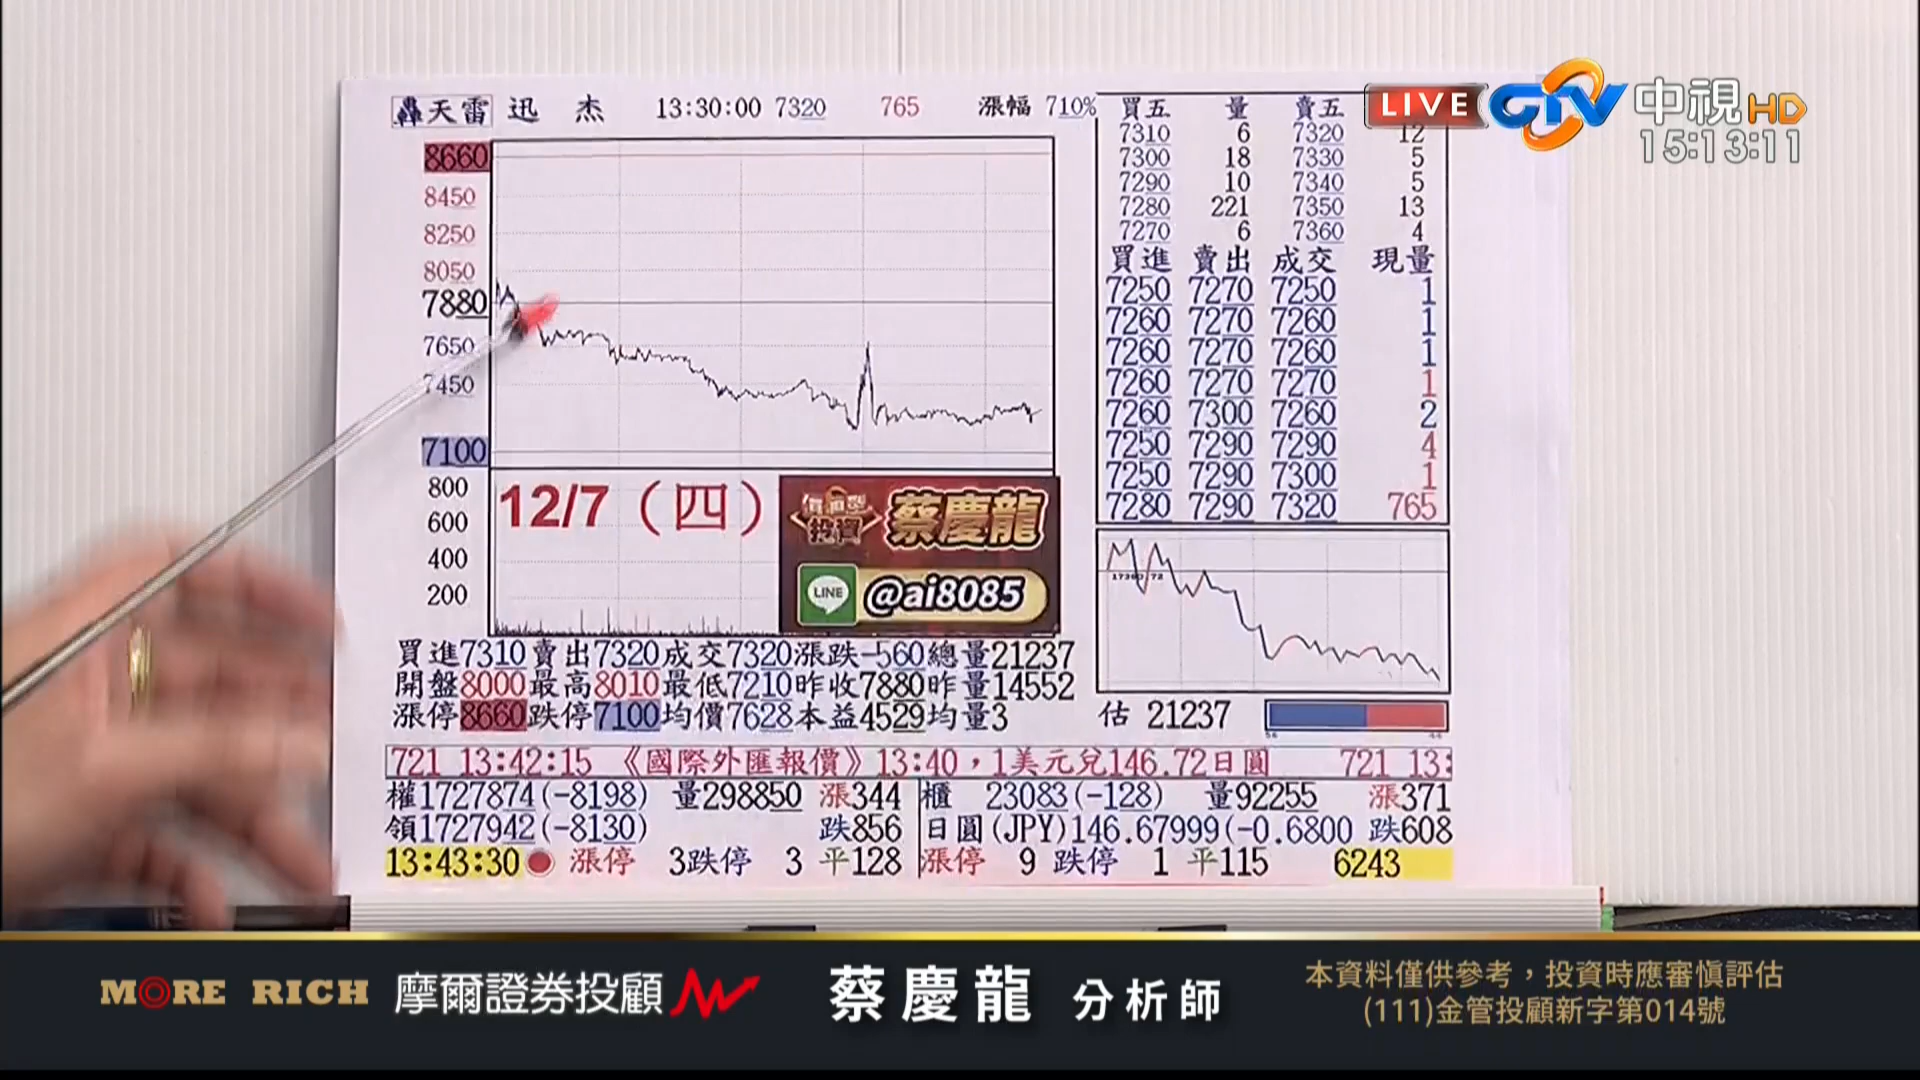 轟天雷 迅 杰 13:30:00 7320 765 漲幅 710%
買五 量 賣五
7310 6 7320 12
7300 18 7330 5
7290 10 7340 5
7280 221 7350 13
7270 6 7360 4
買進 賣出 成交 現量
7250 7270 7250 1
7260 7270 7260 1
7260 7270 7260 1
7260 7270 7270 1
7260 7300 7260 2
7250 7290 7290 4
7250 7290 7300 1
7280 7290 7320 765
8660
8450
8250
8050
7880
7650
7450
7100
800
600
400
200
12/7（四）
蔡慶龍
LINE @ai8085
買進7310賣出7320成交7320漲跌-560總量21237
開盤8000最高8010最低7210昨收7880昨量14552
漲停8660跌停7100均價7628本益4529均量3
估 21237
721 13:42:15 《國際外匯報價》13:40，1美元兌146.72日圓 721 13:
權1727874(-8198) 量298850 漲344 櫃 23083(-128) 量92255 漲371
領1727942(-8130) 跌856 日圓(JPY)146.67999(-0.6800 跌608
13:43:30 漲停 3跌停 3 平128 漲停 9 跌停 1 平115 6243
LIVE CTV 中視HD
15:13:11
MORE RICH 摩爾證券投顧 蔡慶龍 分析師
本資料僅供參考，投資時應審慎評估
(111)金管投顧新字第014號